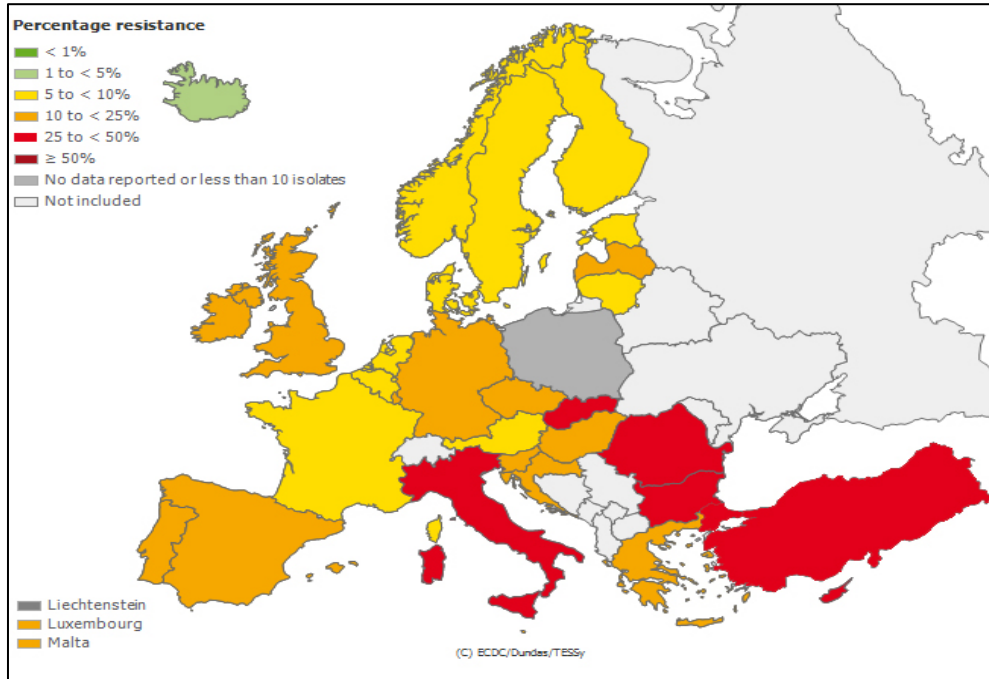 Percentage resistance
< 1%
1 to < 5%
5 to < 10%
10 to < 25%
25 to < 50%
≥ 50%
No data reported or less than 10 isolates
Not included
Liechtenstein
Luxembourg
Malta
(C) ECDC/Dundas/TESSy